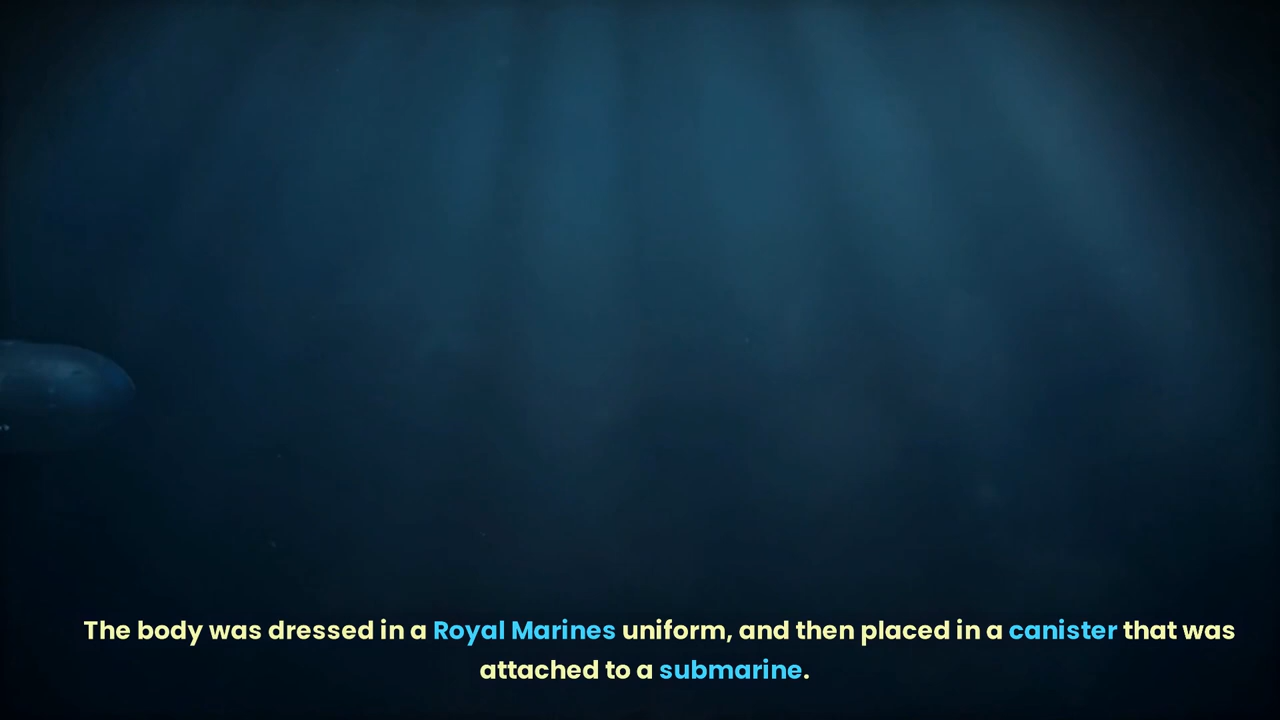 The body was dressed in a Royal Marines uniform, and then placed in a canister that was
attached to a submarine.